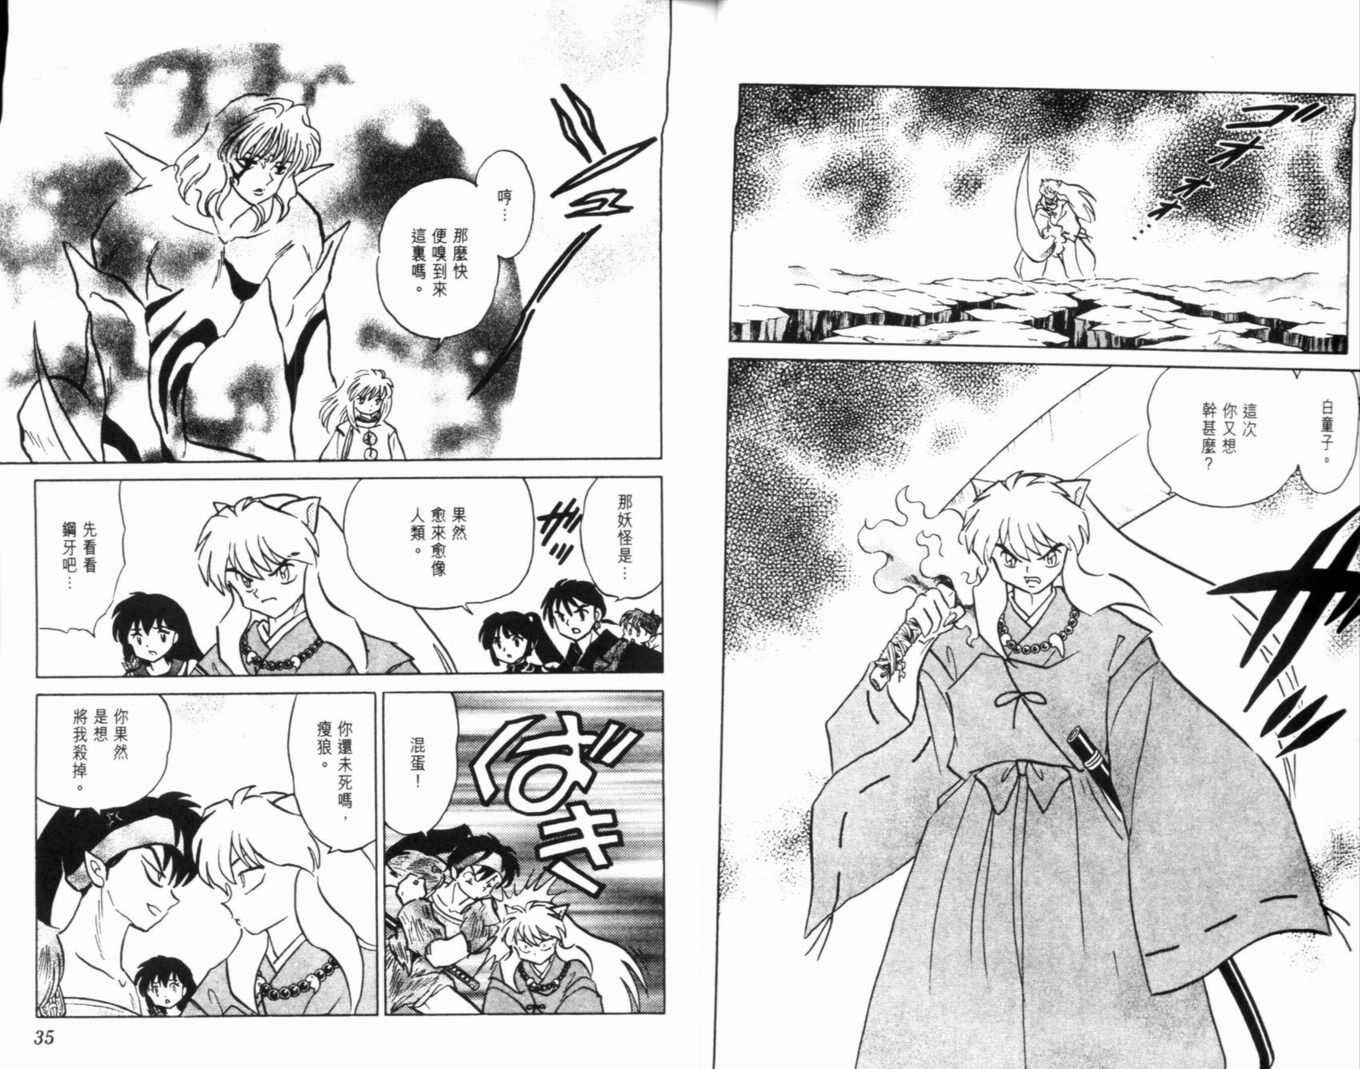 ゴオオオ…
白童子。
這次
你又想
幹甚麼？
哼…
那麼快
便嗅到來
這裏嗎。
那妖怪是…
果然
愈來愈像
人類。
先看看
鋼牙吧…
混蛋！
ばき
你還未死嗎，
瘦狼。
你果然
是想
將我殺掉。
35